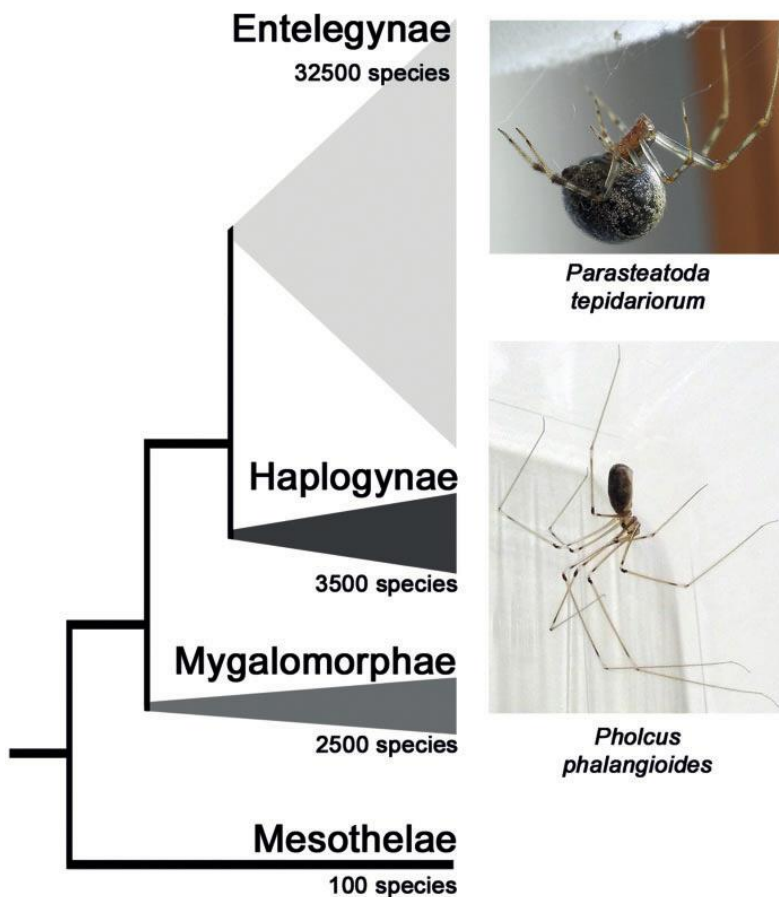 Entelegynae
32500 species
Parasteatoda
tepidariorum
Haplogynae
3500 species
Mygalomorphae
2500 species
Pholcus
phalangioides
Mesothelae
100 species